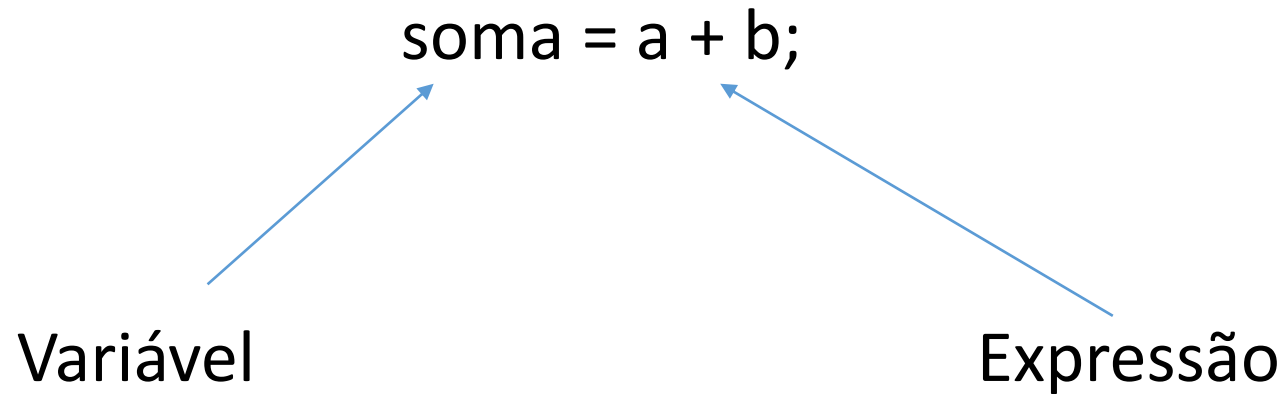 soma = a + b;
Variável
Expressão